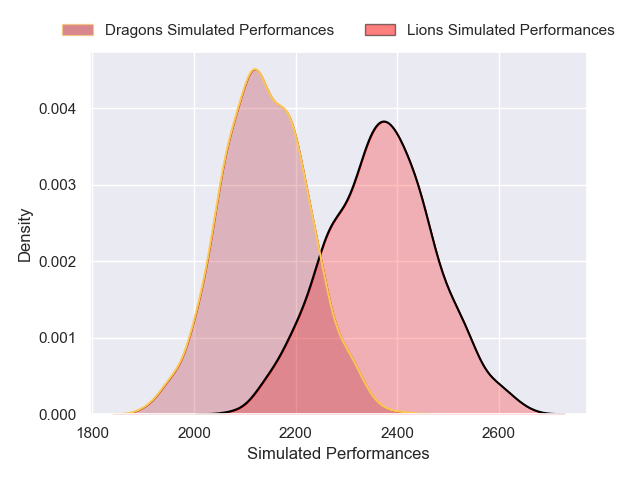 Dragons Simulated Performances Lions Simulated Performances
0.004
0.003
0.002
0.001
0.000
Density
1800 2000 2200 2400 2600
Simulated Performances